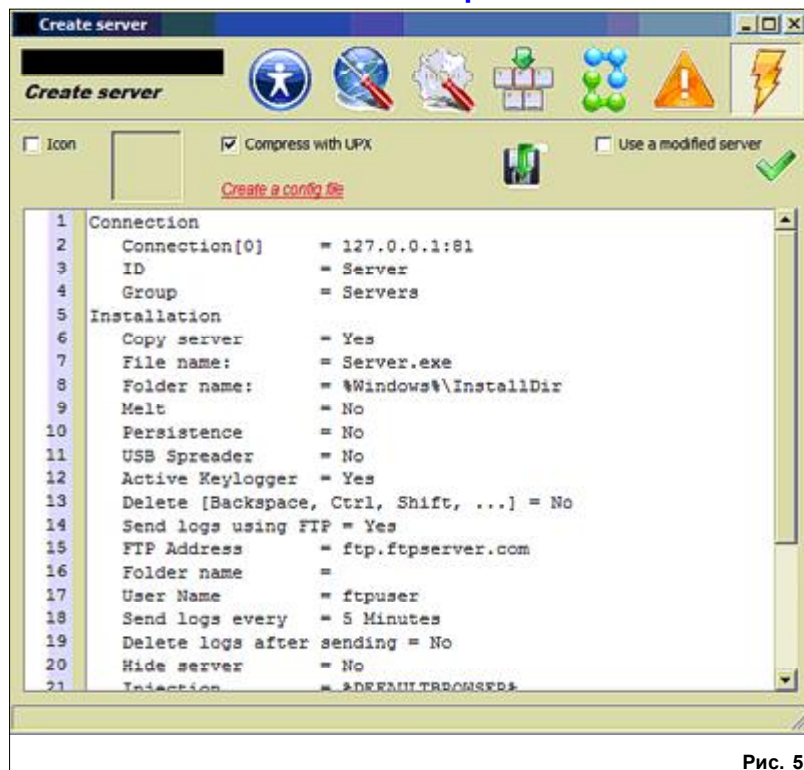 Create server
Create server
Icon
Compress with UPX
Use a modified server
Create a config file
1 Connection
2 Connection[0] = 127.0.0.1:81
3 ID = Server
4 Group = Servers
5 Installation
6 Copy server = Yes
7 File name: = Server.exe
8 Folder name: = %Windows%\InstallDir
9 Melt = No
10 Persistence = No
11 USB Spreader = No
12 Active Keylogger = Yes
13 Delete [Backspace, Ctrl, Shift, ...] = No
14 Send logs using FTP = Yes
15 FTP Address = ftp.ftpserver.com
16 Folder name =
17 User Name = ftpuser
18 Send logs every = 5 Minutes
19 Delete logs after sending = No
20 Hide server = No
21 Injection = %DEFAULTBROWSER%
Рис. 5